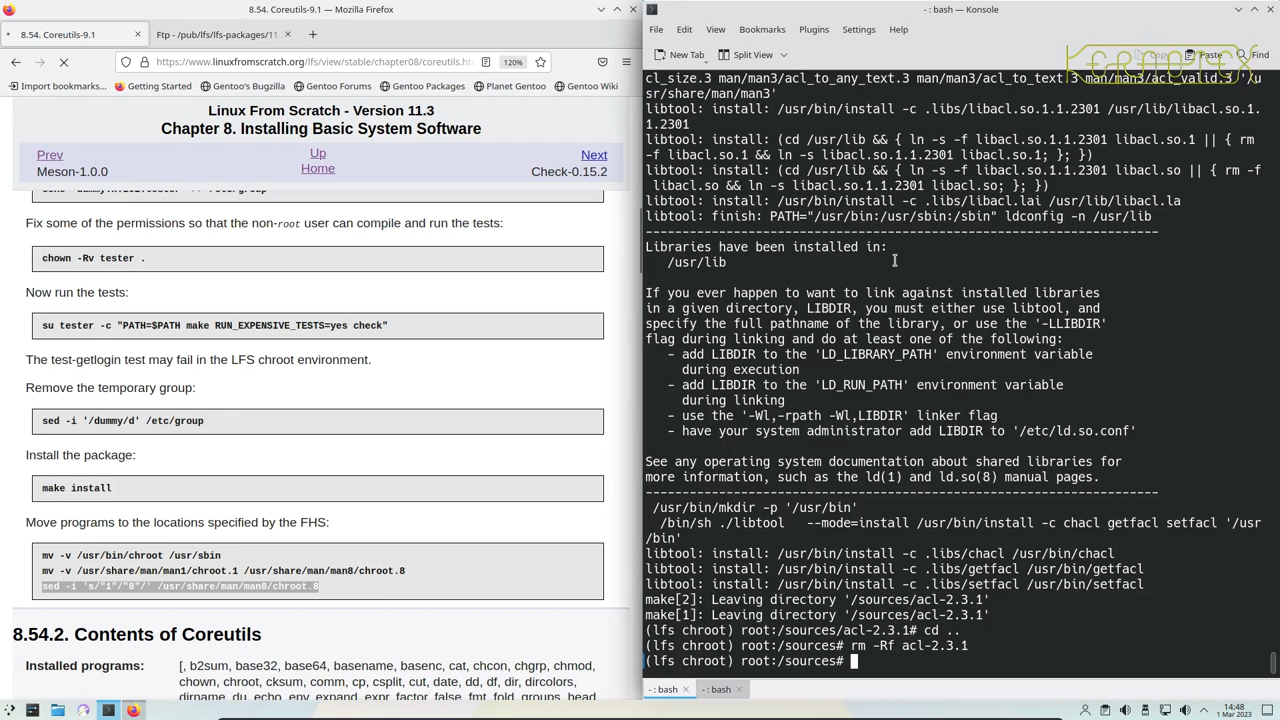 8.54. Coreutils-9.1 — Mozilla Firefox
8.54. Coreutils-9.1
Ftp - /pub/lfs/lfs-packages/11.
https://www.linuxfromscratch.org/lfs/view/stable/chapter08/coreutils.ht
120%
Import bookmarks...
Getting Started
Gentoo's Bugzilla
Gentoo Forums
Gentoo Packages
Planet Gentoo
Gentoo Wiki
Linux From Scratch - Version 11.3
Chapter 8. Installing Basic System Software
Prev
Up
Next
Meson-1.0.0
Home
Check-0.15.2
Fix some of the permissions so that the non-root user can compile and run the tests:
chown -Rv tester .
Now run the tests:
su tester -c "PATH=$PATH make RUN_EXPENSIVE_TESTS=yes check"
The test-getlogin test may fail in the LFS chroot environment.
Remove the temporary group:
sed -i '/dummy/d' /etc/group
Install the package:
make install
Move programs to the locations specified by the FHS:
mv -v /usr/bin/chroot /usr/sbin
mv -v /usr/share/man/man1/chroot.1 /usr/share/man/man8/chroot.8
sed -i 's/"1"/"8"/' /usr/share/man/man8/chroot.8
8.54.2. Contents of Coreutils
Installed programs:
[, b2sum, base32, base64, basename, basenc, cat, chcon, chgrp, chmod,
chown, chroot, cksum, comm, cp, csplit, cut, date, dd, df, dir, dircolors,
dirname, du, echo, env, expand, expr, factor, false, fmt, fold, groups, head
- : bash — Konsole
File
Edit
View
Bookmarks
Plugins
Settings
Help
New Tab
Split View
Copy
Paste
Find
KERNOTEX
cl_size.3 man/man3/acl_to_any_text.3 man/man3/acl_to_text.3 man/man3/acl_valid.3 '/u
sr/share/man/man3'
libtool: install: /usr/bin/install -c .libs/libacl.so.1.1.2301 /usr/lib/libacl.so.1.
1.2301
libtool: install: (cd /usr/lib && { ln -s -f libacl.so.1.1.2301 libacl.so.1 || { rm
-f libacl.so.1 && ln -s libacl.so.1.1.2301 libacl.so.1; }; })
libtool: install: (cd /usr/lib && { ln -s -f libacl.so.1.1.2301 libacl.so || { rm -f
libacl.so && ln -s libacl.so.1.1.2301 libacl.so; }; })
libtool: install: /usr/bin/install -c .libs/libacl.lai /usr/lib/libacl.la
libtool: finish: PATH="/usr/bin:/usr/sbin:/sbin" ldconfig -n /usr/lib
----------------------------------------------------------------------
Libraries have been installed in:
/usr/lib
If you ever happen to want to link against installed libraries
in a given directory, LIBDIR, you must either use libtool, and
specify the full pathname of the library, or use the '-LLIBDIR'
flag during linking and do at least one of the following:
- add LIBDIR to the 'LD_LIBRARY_PATH' environment variable
during execution
- add LIBDIR to the 'LD_RUN_PATH' environment variable
during linking
- use the '-Wl,-rpath -Wl,LIBDIR' linker flag
- have your system administrator add LIBDIR to '/etc/ld.so.conf'
See any operating system documentation about shared libraries for
more information, such as the ld(1) and ld.so(8) manual pages.
----------------------------------------------------------------------
/usr/bin/mkdir -p '/usr/bin'
/bin/sh ./libtool   --mode=install /usr/bin/install -c chacl getfacl setfacl '/usr
/bin'
libtool: install: /usr/bin/install -c .libs/chacl /usr/bin/chacl
libtool: install: /usr/bin/install -c .libs/getfacl /usr/bin/getfacl
libtool: install: /usr/bin/install -c .libs/setfacl /usr/bin/setfacl
make[2]: Leaving directory '/sources/acl-2.3.1'
make[1]: Leaving directory '/sources/acl-2.3.1'
(lfs chroot) root:/sources/acl-2.3.1# cd ..
(lfs chroot) root:/sources# rm -Rf acl-2.3.1
(lfs chroot) root:/sources#
- : bash
- : bash
14:48
1 Mar 2023